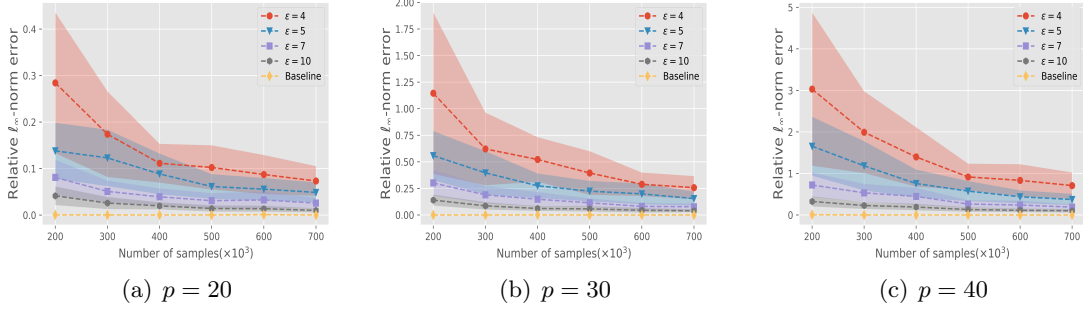 Relative ℓ∞-norm error
0.4
0.3
0.2
0.1
0.0
200 300 400 500 600 700
Number of samples(×10³)
ε = 4
ε = 5
ε = 7
ε = 10
Baseline
(a) p = 20
Relative ℓ∞-norm error
2.00
1.75
1.50
1.25
1.00
0.75
0.50
0.25
0.00
200 300 400 500 600 700
Number of samples(×10³)
ε = 4
ε = 5
ε = 7
ε = 10
Baseline
(b) p = 30
Relative ℓ∞-norm error
5
4
3
2
1
0
200 300 400 500 600 700
Number of samples(×10³)
ε = 4
ε = 5
ε = 7
ε = 10
Baseline
(c) p = 40